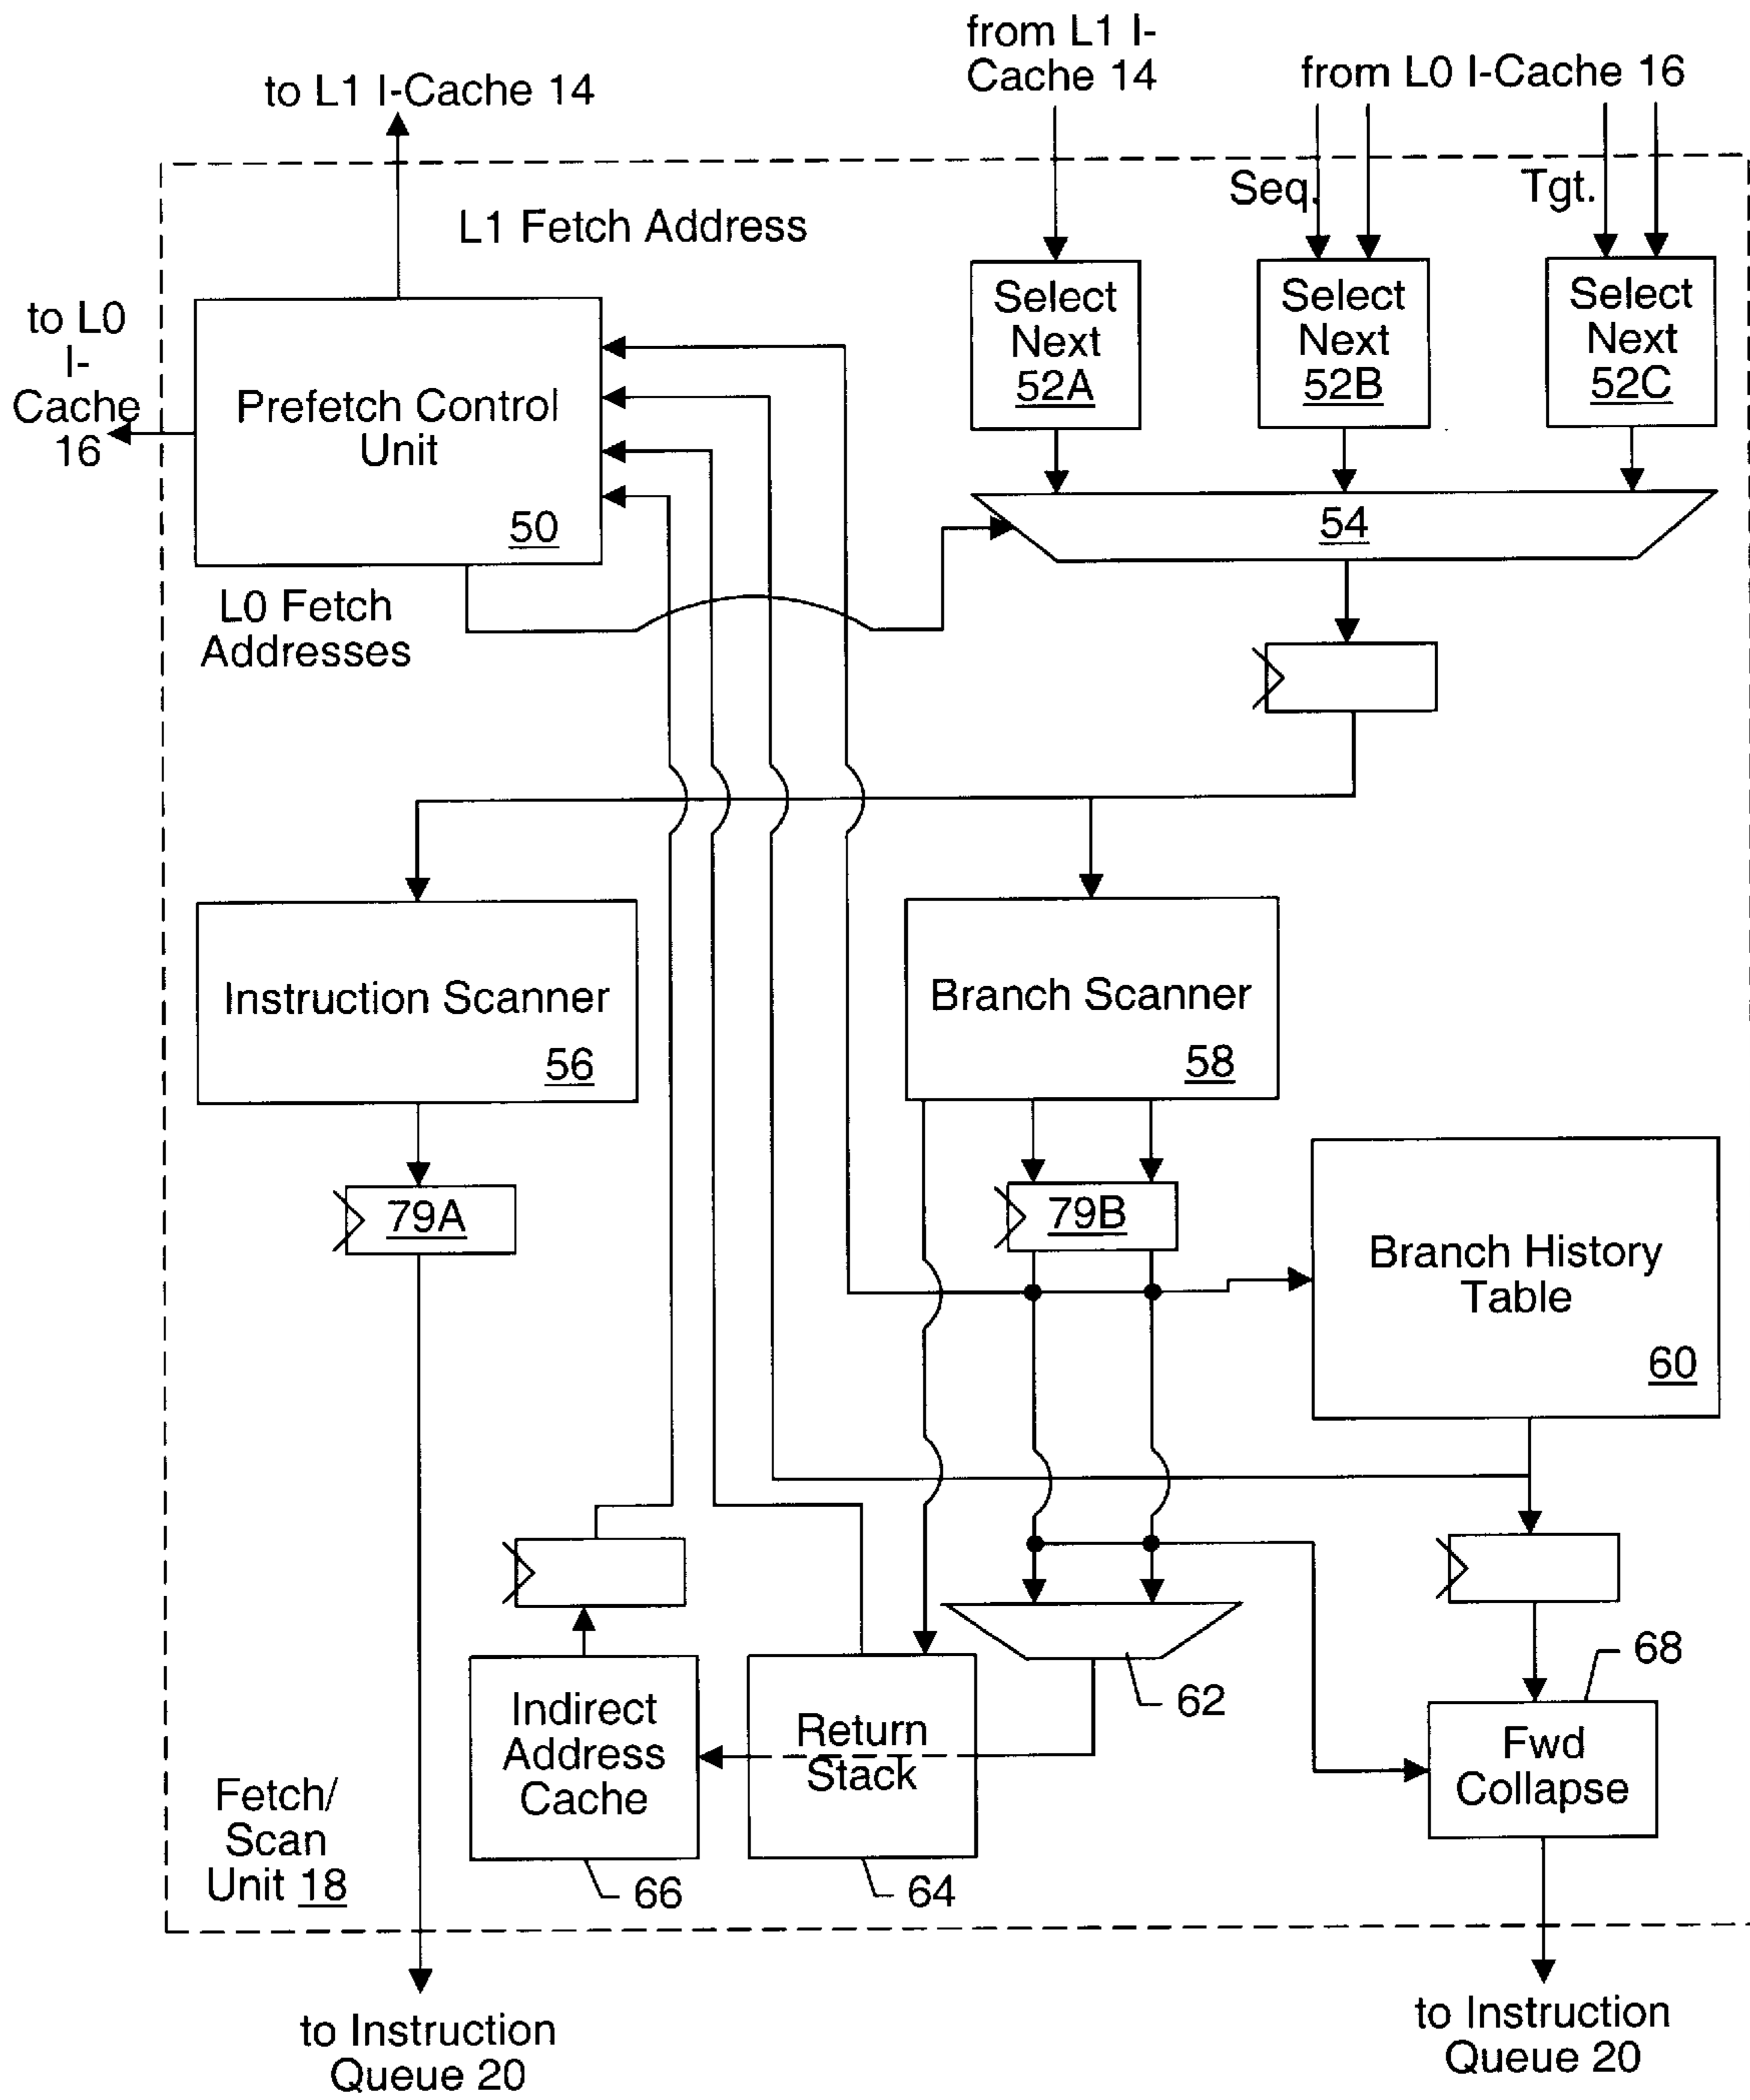 from L1 I-
Cache 14
from L0 I-Cache 16
to L1 I-Cache 14
Seq.
Tgt.
L1 Fetch Address
to L0
I-
Cache
16
Prefetch Control
Unit
50
Select
Next
52A
Select
Next
52B
Select
Next
52C
54
L0 Fetch
Addresses
Instruction Scanner
56
Branch Scanner
58
79A
79B
Branch History
Table
60
62
68
Indirect
Address
Cache
66
Return
Stack
64
Fwd
Collapse
Fetch/
Scan
Unit 18
to Instruction
Queue 20
to Instruction
Queue 20